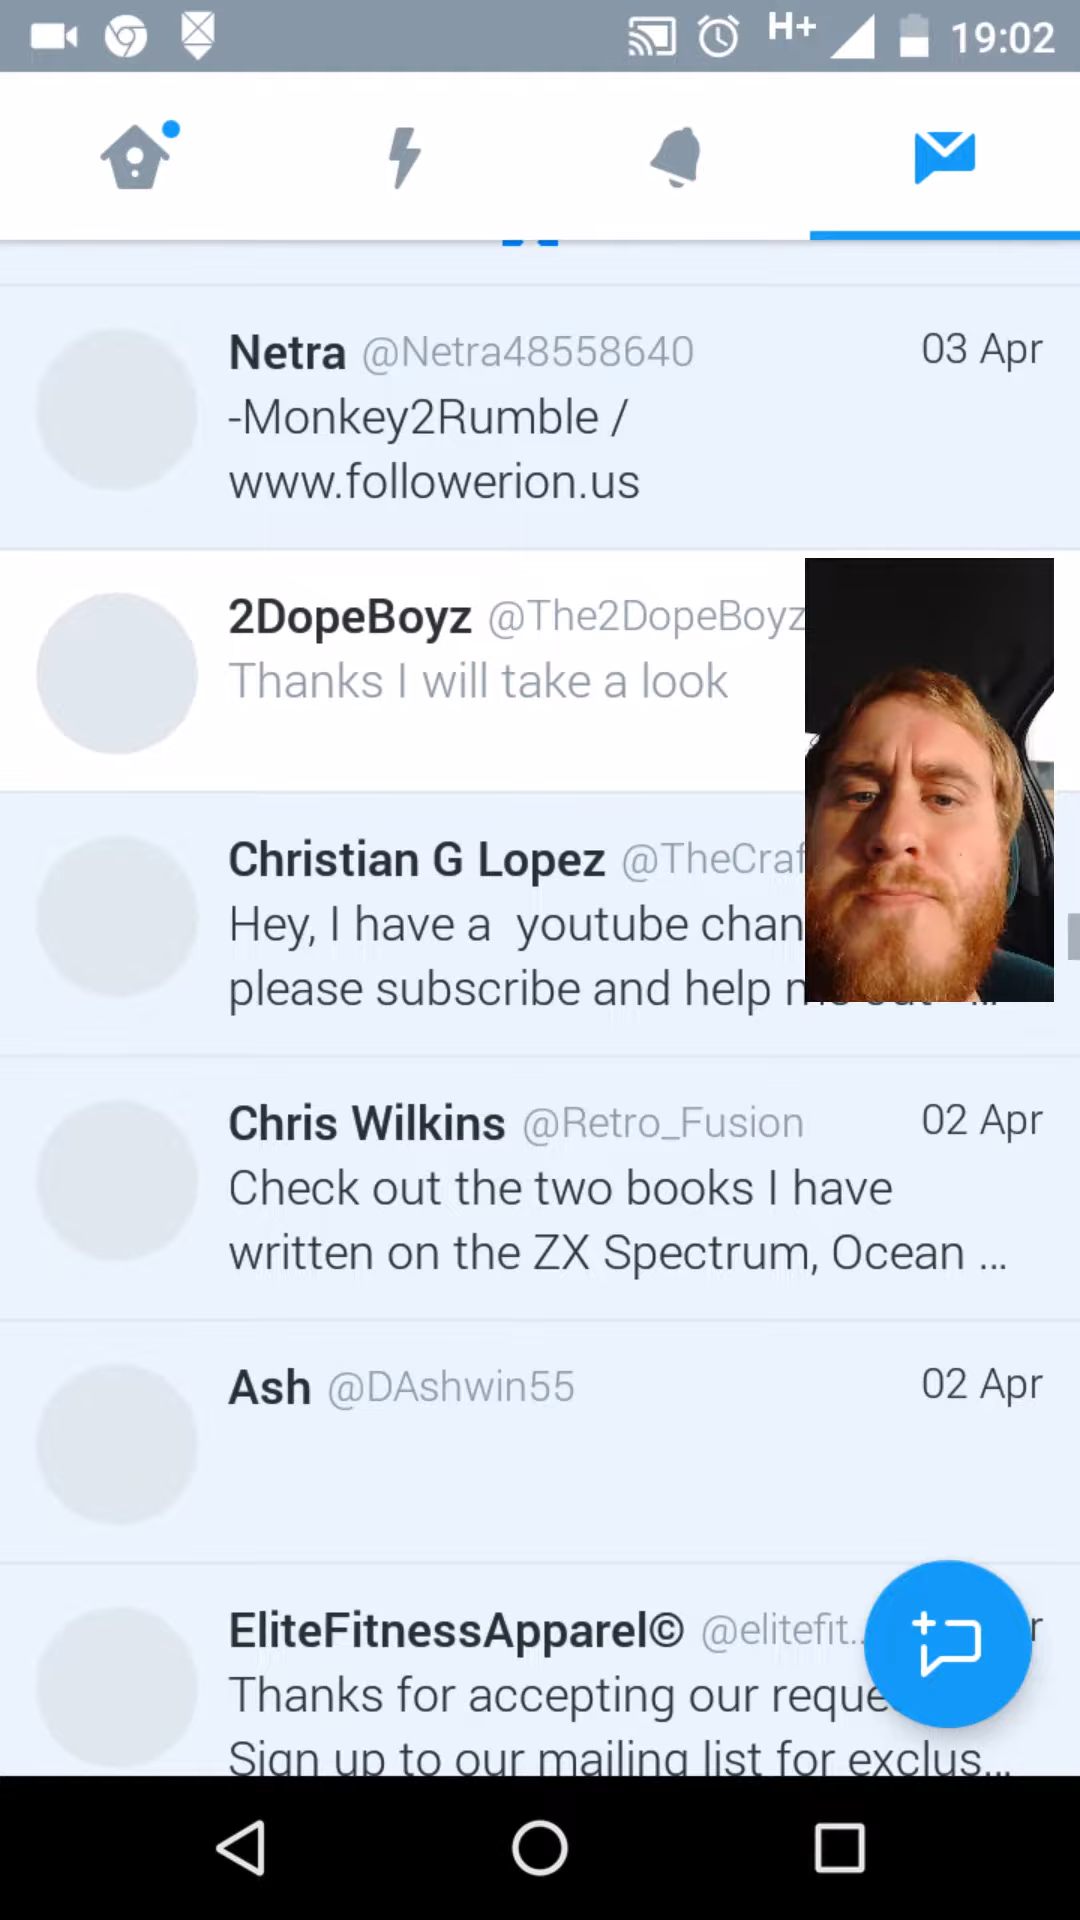 H+ 19:02
Netra @Netra48558640 03 Apr
-Monkey2Rumble /
www.followerion.us
2DopeBoyz @The2DopeBoyz
Thanks I will take a look
Christian G Lopez @TheCraf
Hey, I have a youtube chan
please subscribe and help me out ...
Chris Wilkins @Retro_Fusion 02 Apr
Check out the two books I have
written on the ZX Spectrum, Ocean ...
Ash @DAshwin55 02 Apr
EliteFitnessApparel© @elitefit..
Thanks for accepting our reque
Sign up to our mailing list for exclus...